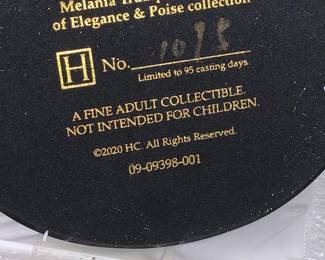 Melania Trump
of Elegance & Poise collection
H No.
Limited to 95 casting days.
A FINE ADULT COLLECTIBLE.
NOT INTENDED FOR CHILDREN.
©2020 HC. All Rights Reserved.
09-09398-001